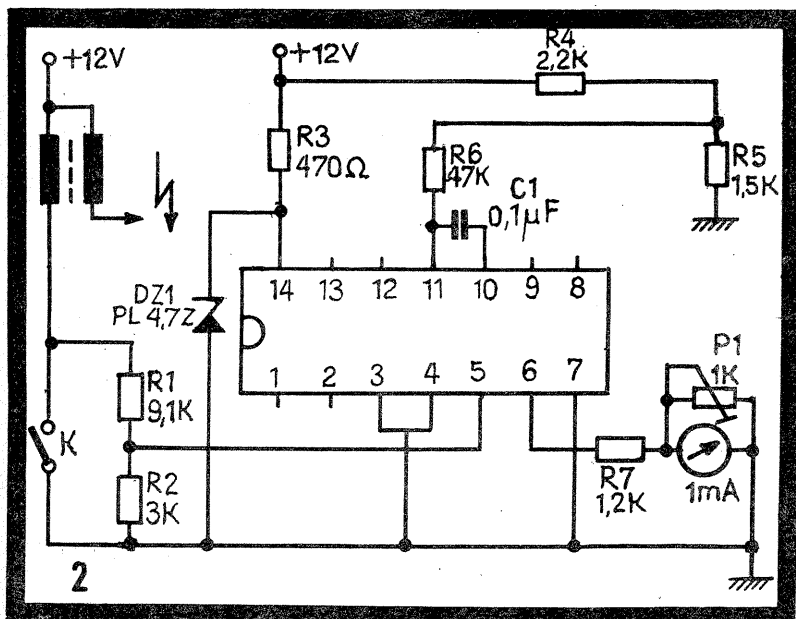 +12V
+12V
R4
2,2K
R3
470Ω
R6
47K
C1
0,1µF
R5
1,5K
14 13 12 11 10 9 8
DZ1
PL 4,7Z
1 2 3 4 5 6 7
P1
1K
R1
9,1K
K
R2
3K
R7
1,2K
1mA
2